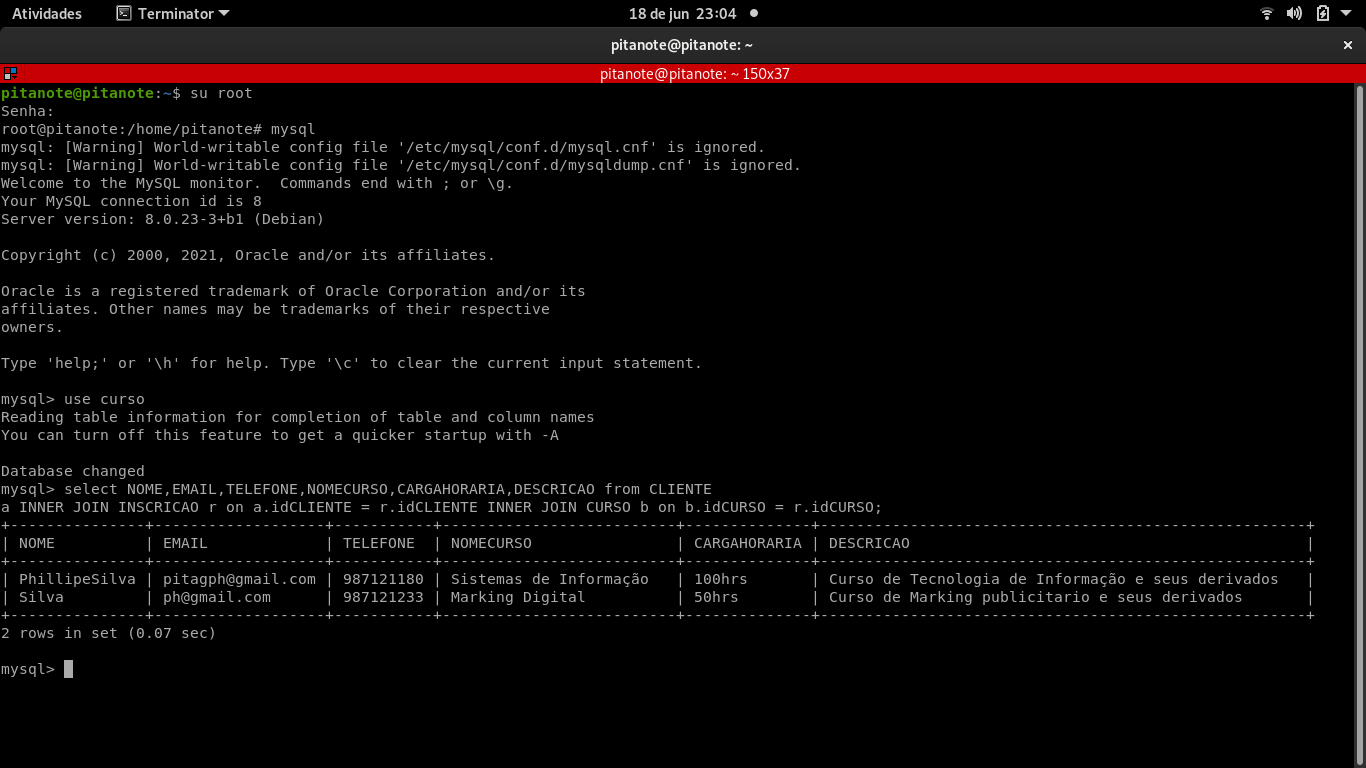 Atividades Terminator 18 de jun 23:04
pitanote@pitanote: ~ ×
pitanote@pitanote: ~ 150x37
pitanote@pitanote:~$ su root
Senha:
root@pitanote:/home/pitanote# mysql
mysql: [Warning] World-writable config file '/etc/mysql/conf.d/mysql.cnf' is ignored.
mysql: [Warning] World-writable config file '/etc/mysql/conf.d/mysqldump.cnf' is ignored.
Welcome to the MySQL monitor.  Commands end with ; or \g.
Your MySQL connection id is 8
Server version: 8.0.23-3+b1 (Debian)

Copyright (c) 2000, 2021, Oracle and/or its affiliates.

Oracle is a registered trademark of Oracle Corporation and/or its
affiliates. Other names may be trademarks of their respective
owners.

Type 'help;' or '\h' for help. Type '\c' to clear the current input statement.

mysql> use curso
Reading table information for completion of table and column names
You can turn off this feature to get a quicker startup with -A

Database changed
mysql> select NOME,EMAIL,TELEFONE,NOMECURSO,CARGAHORARIA,DESCRICAO from CLIENTE
a INNER JOIN INSCRICAO r on a.idCLIENTE = r.idCLIENTE INNER JOIN CURSO b on b.idCURSO = r.idCURSO;
+---------------+------------------+-----------+--------------------------+--------------+------------------------------------------------------+
| NOME          | EMAIL            | TELEFONE  | NOMECURSO                | CARGAHORARIA | DESCRICAO                                            |
+---------------+------------------+-----------+--------------------------+--------------+------------------------------------------------------+
| PhillipeSilva | pitagph@gmail.com | 987121180 | Sistemas de Informação   | 100hrs       | Curso de Tecnologia de Informação e seus derivados   |
| Silva         | ph@gmail.com      | 987121233 | Marking Digital          | 50hrs        | Curso de Marking publicitario e seus derivados       |
+---------------+------------------+-----------+--------------------------+--------------+------------------------------------------------------+
2 rows in set (0.07 sec)

mysql>